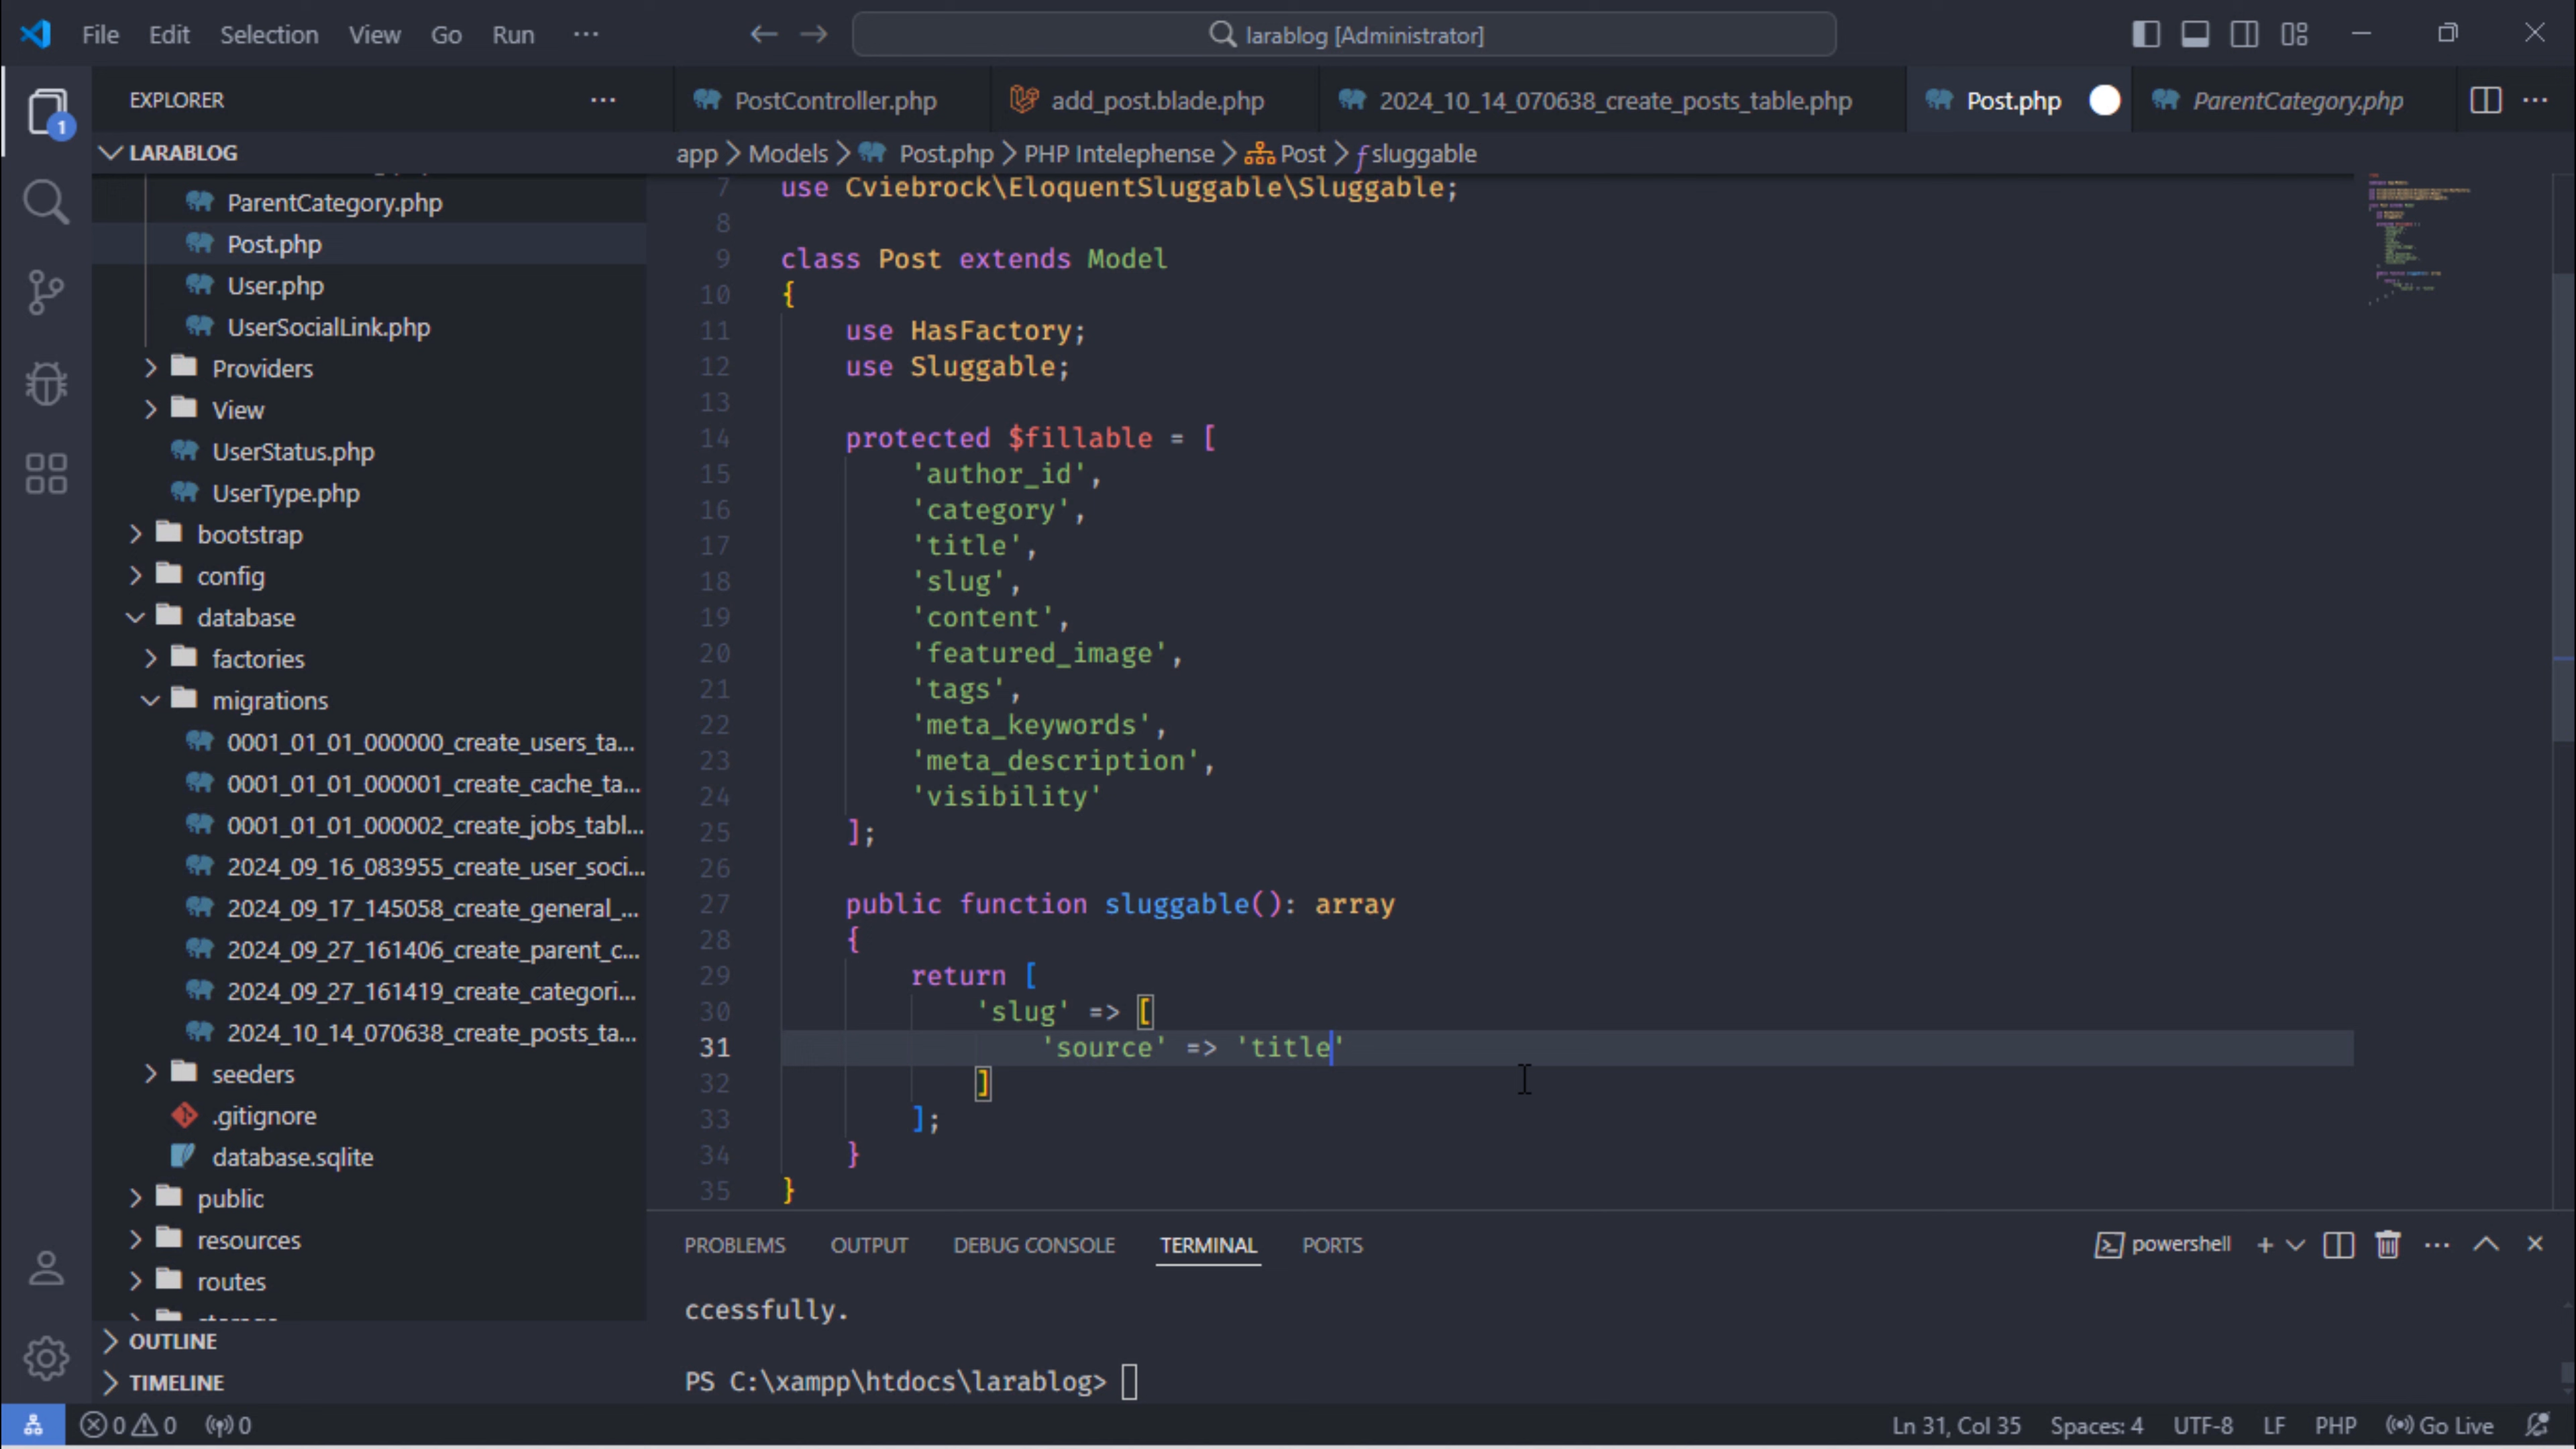 File Edit Selection View Go Run ...
larablog [Administrator]
EXPLORER
PostController.php
add_post.blade.php
2024_10_14_070638_create_posts_table.php
Post.php
ParentCategory.php
LARABLOG
app > Models > Post.php > PHP Intelephense > Post > sluggable
ParentCategory.php
Post.php
User.php
UserSocialLink.php
Providers
View
UserStatus.php
UserType.php
bootstrap
config
database
factories
migrations
0001_01_01_000000_create_users_ta...
0001_01_01_000001_create_cache_ta...
0001_01_01_000002_create_jobs_tabl...
2024_09_16_083955_create_user_soci...
2024_09_17_145058_create_general_...
2024_09_27_161406_create_parent_c...
2024_09_27_161419_create_categori...
2024_10_14_070638_create_posts_ta...
seeders
.gitignore
database.sqlite
public
resources
routes
OUTLINE
TIMELINE
7 use Cviebrock\EloquentSluggable\Sluggable;
8
9 class Post extends Model
10 {
11 use HasFactory;
12 use Sluggable;
13
14 protected $fillable = [
15 'author_id',
16 'category',
17 'title',
18 'slug',
19 'content',
20 'featured_image',
21 'tags',
22 'meta_keywords',
23 'meta_description',
24 'visibility'
25 ];
26
27 public function sluggable(): array
28 {
29 return [
30 'slug' => [
31 'source' => 'title'
32 ]
33 ];
34 }
35 }
PROBLEMS OUTPUT DEBUG CONSOLE TERMINAL PORTS
powershell
ccessfully.
PS C:\xampp\htdocs\larablog>
0 0 0
Ln 31, Col 35 Spaces: 4 UTF-8 LF PHP Go Live
1